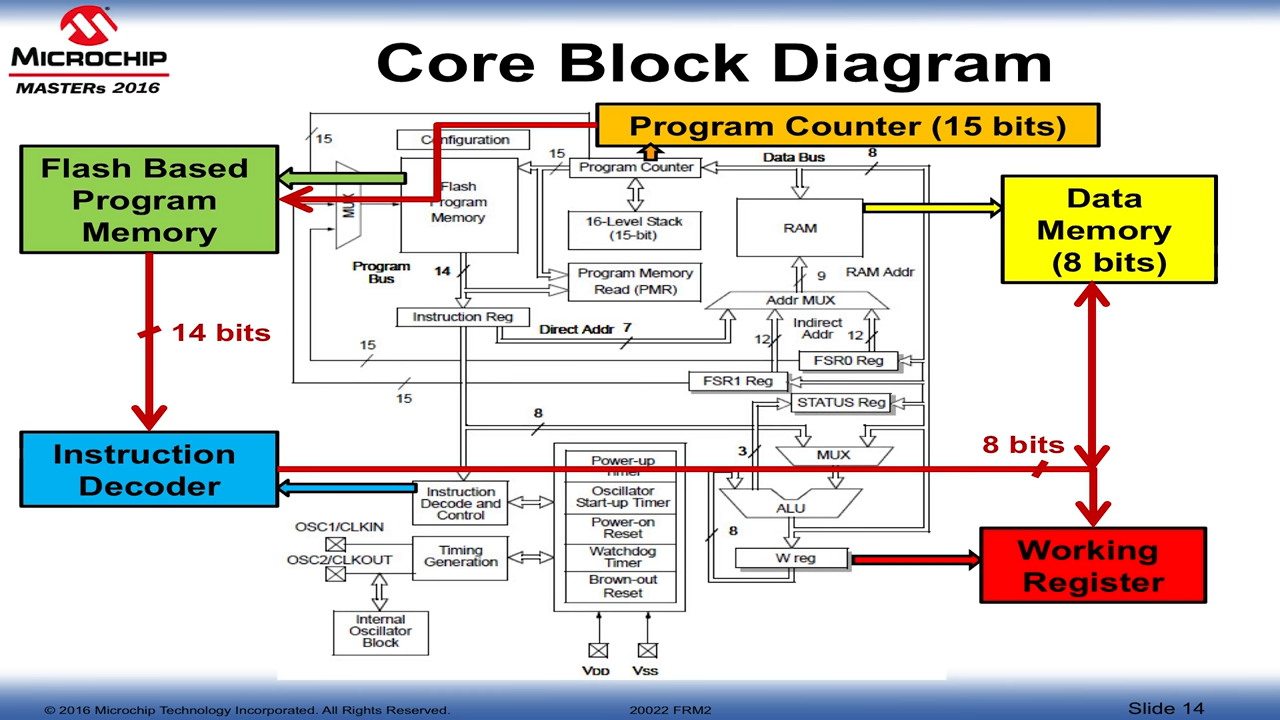 MICROCHIP
MASTERs 2016
Core Block Diagram
Program Counter (15 bits)
Flash Based
Program
Memory
Data
Memory
(8 bits)
14 bits
Instruction
Decoder
8 bits
Working
Register
15
Configuration
15
Program Counter
Data Bus
8
MUX
Flash
Program
Memory
16-Level Stack
(15-bit)
RAM
Program
Bus
14
Program Memory
Read (PMR)
9
RAM Addr
Addr MUX
Instruction Reg
Direct Addr
7
12
Indirect
Addr
12
15
FSR0 Reg
FSR1 Reg
15
STATUS Reg
8
3
MUX
Power-up
Timer
Instruction
Decode and
Control
Oscillator
Start-up Timer
ALU
OSC1/CLKIN
Power-on
Reset
8
OSC2/CLKOUT
Timing
Generation
Watchdog
Timer
W reg
Brown-out
Reset
Internal
Oscillator
Block
VDD
VSS
© 2016 Microchip Technology Incorporated. All Rights Reserved.
20022 FRM2
Slide 14